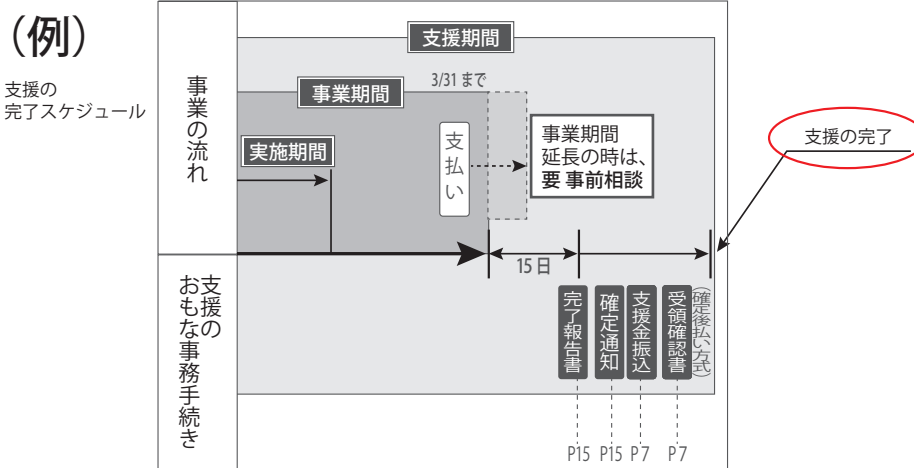 （例）
支援の
完了スケジュール
事業の流れ
支援期間
事業期間
3/31 まで
実施期間
支払い
事業期間
延長の時は、
要 事前相談
支援の完了
15 日
支援の
おもな事務手続き
完了報告書
確定通知
支援金振込
受領確認書
（確定後払い方式）
P15 P15 P7 P7